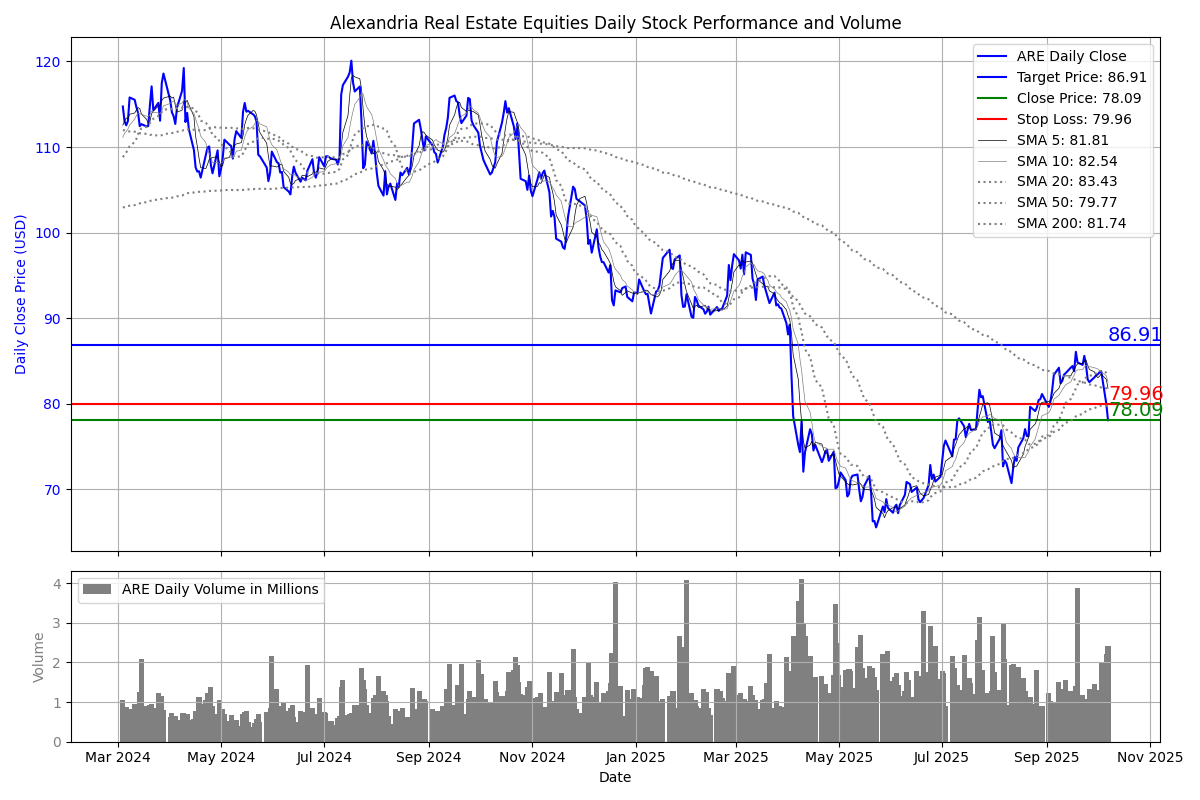 Alexandria Real Estate Equities Daily Stock Performance and Volume
Daily Close Price (USD)
120
110
100
90
80
70
ARE Daily Close
Target Price: 86.91
Close Price: 78.09
Stop Loss: 79.96
SMA 5: 81.81
SMA 10: 82.54
SMA 20: 83.43
SMA 50: 79.77
SMA 200: 81.74
86.91
79.96
78.09
Volume
4
3
2
1
0
ARE Daily Volume in Millions
Mar 2024 May 2024 Jul 2024 Sep 2024 Nov 2024 Jan 2025 Mar 2025 May 2025 Jul 2025 Sep 2025 Nov 2025
Date